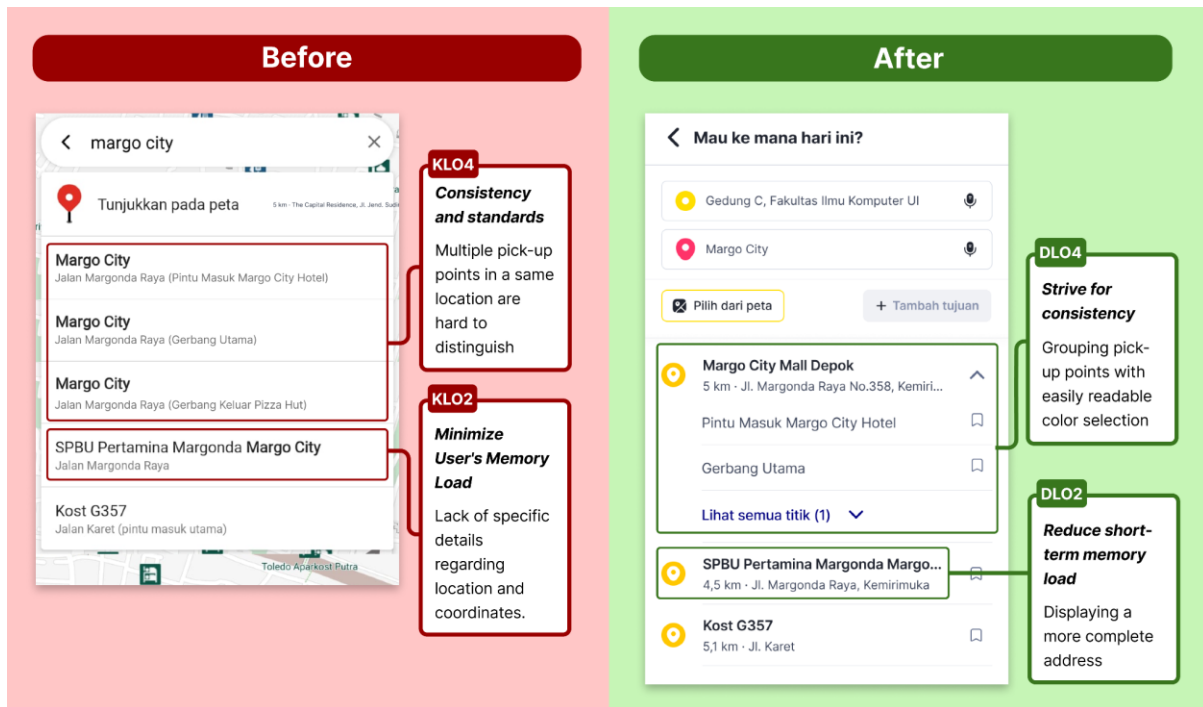 Before
margo city
Tunjukkan pada peta
5 km · The Capital Residence, JL. Jend. Sudi
Margo City
Jalan Margonda Raya (Pintu Masuk Margo City Hotel)
Margo City
Jalan Margonda Raya (Gerbang Utama)
Margo City
Jalan Margonda Raya (Gerbang Keluar Pizza Hut)
SPBU Pertamina Margonda Margo City
Jalan Margonda Raya
Kost G357
Jalan Karet (pintu masuk utama)
Toledo Aparkost Putra
KLO4
Consistency
and standards
Multiple pick-up
points in a same
location are
hard to
distinguish
KLO2
Minimize
User's Memory
Load
Lack of specific
details
regarding
location and
coordinates.
After
Mau ke mana hari ini?
Gedung C, Fakultas Ilmu Komputer UI
Margo City
Pilih dari peta
+ Tambah tujuan
Margo City Mall Depok
5 km · Jl. Margonda Raya No.358, Kemiri...
Pintu Masuk Margo City Hotel
Gerbang Utama
Lihat semua titik (1)
SPBU Pertamina Margonda Margo...
4,5 km · Jl. Margonda Raya, Kemirimuka
Kost G357
5,1 km · Jl. Karet
DLO4
Strive for
consistency
Grouping pick-
up points with
easily readable
color selection
DLO2
Reduce short-
term memory
load
Displaying a
more complete
address